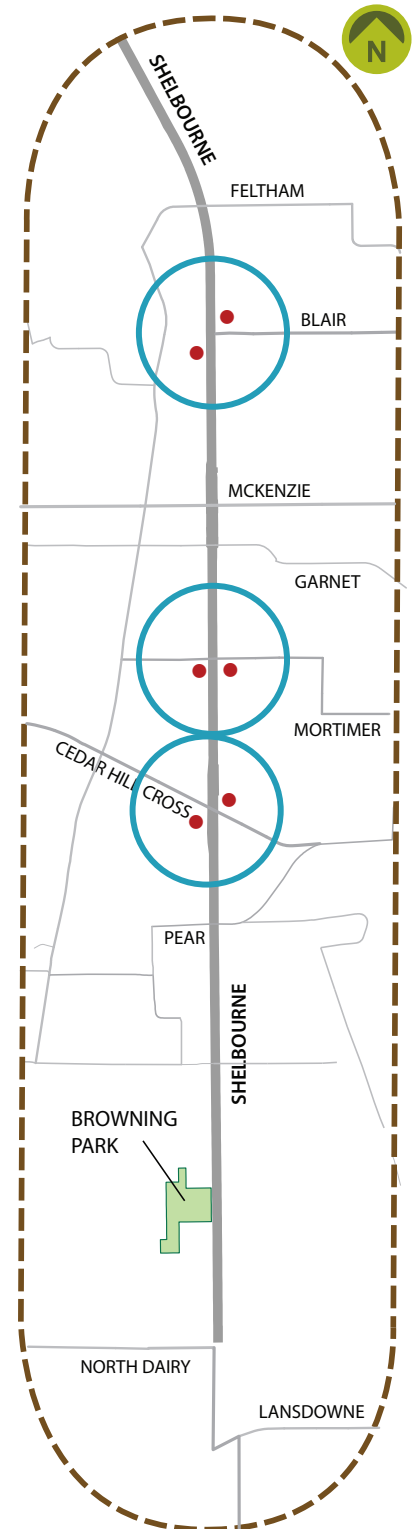 N
SHELBOURNE
FELTHAM
BLAIR
MCKENZIE
GARNET
MORTIMER
CEDAR HILL CROSS
PEAR
SHELBOURNE
BROWNING
PARK
NORTH DAIRY
LANSDOWNE